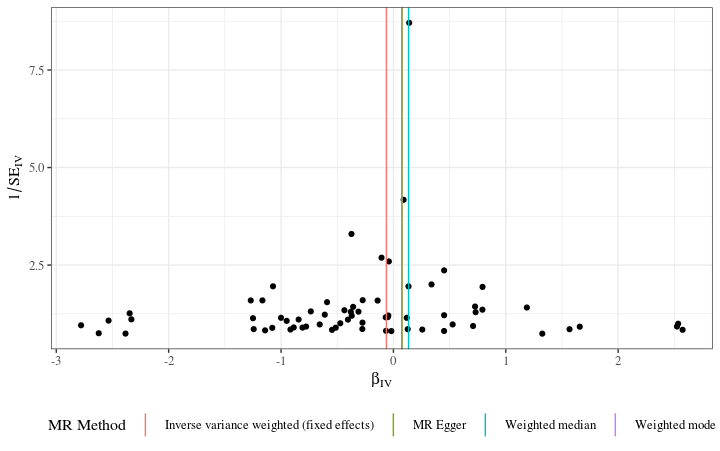 7.5
5.0
2.5
1/SE_IV
-3 -2 -1 0 1 2
β_IV
MR Method Inverse variance weighted (fixed effects) MR Egger Weighted median Weighted mode